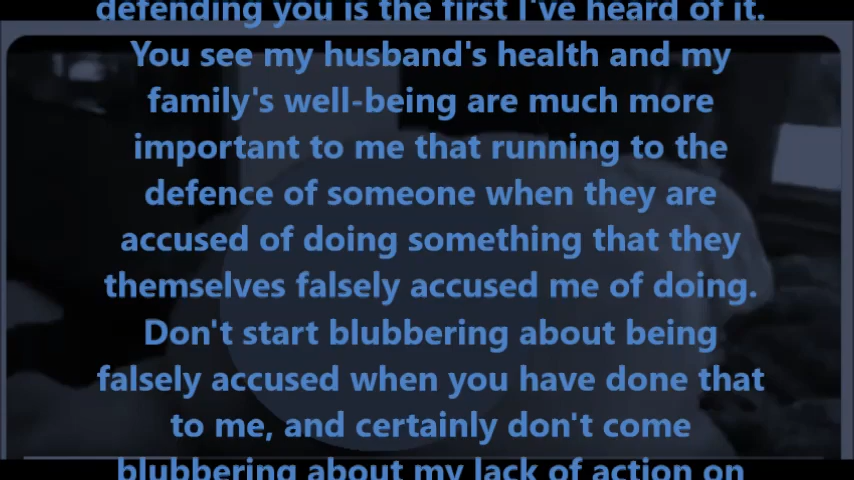 defending you is the first I've heard of it.
You see my husband's health and my
family's well-being are much more
important to me that running to the
defence of someone when they are
accused of doing something that they
themselves falsely accused me of doing.
Don't start blubbering about being
falsely accused when you have done that
to me, and certainly don't come
blubbering about my lack of action on